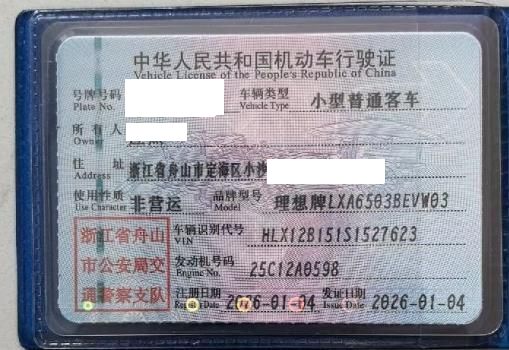 中华人民共和国机动车行驶证
Vehicle License of the People's Republic of China
号牌号码 Plate No. 车辆类型 Vehicle Type 小型普通客车
所有人 Owner
住址 Address 浙江省舟山市定海区小沙
使用性质 Use Character 非营运 品牌型号 Model 理想牌LXA6503BEVW03
车辆识别代号 VIN HLX12B151S1527623
发动机号码 Engine No. 25C12A0598
注册日期 Register Date 2026-01-04 发证日期 Issue Date 2026-01-04
浙江省舟山
市公安局交
通警察支队